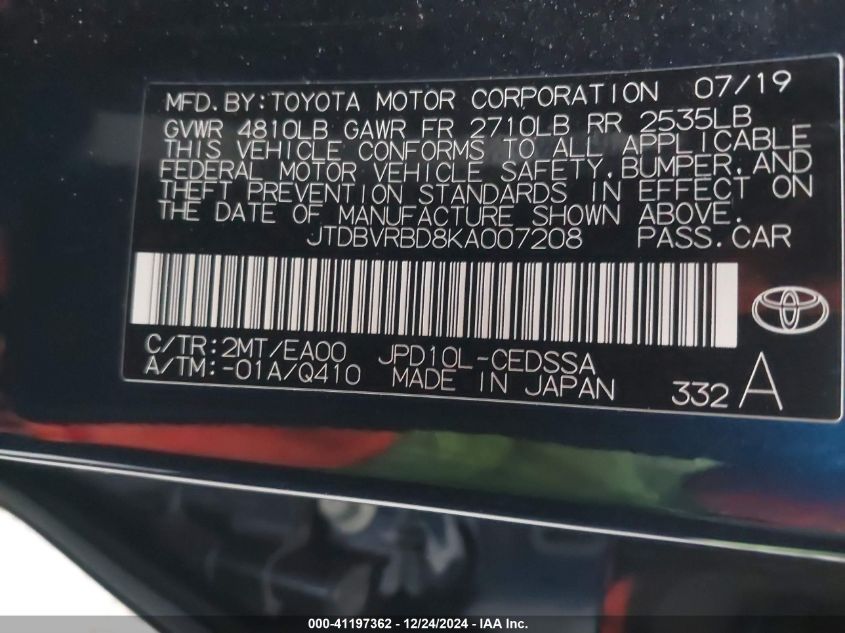 MFD. BY: TOYOTA MOTOR CORPORATION 07/19
GVWR 4810LB GAWR FR 2710LB RR 2535LB
THIS VEHICLE CONFORMS TO ALL APPLICABLE
FEDERAL MOTOR VEHICLE SAFETY, BUMPER, AND
THEFT PREVENTION STANDARDS IN EFFECT ON
THE DATE OF MANUFACTURE SHOWN ABOVE.
JTDBVRBD8KA007208 PASS. CAR
C/TR: 2MT/EA00 JPD10L-CEDSSA
A/TM: -01A/Q410 MADE IN JAPAN 332 A
000-41197362 - 12/24/2024 - IAA Inc.